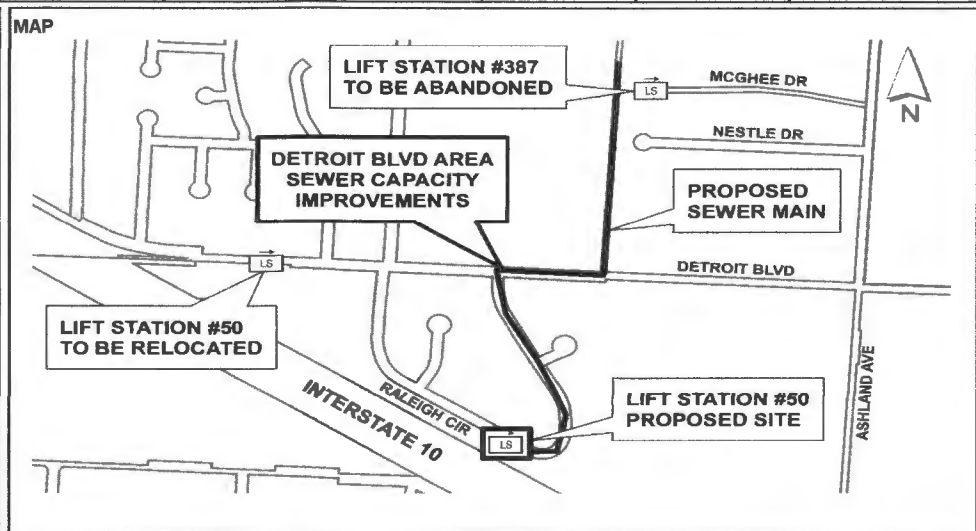 MAP
LIFT STATION #387
TO BE ABANDONED
LS
MCGHEE DR
N
NESTLE DR
DETROIT BLVD AREA
SEWER CAPACITY
IMPROVEMENTS
PROPOSED
SEWER MAIN
LS
DETROIT BLVD
LIFT STATION #50
TO BE RELOCATED
RALEIGH CIR
INTERSTATE 10
LIFT STATION #50
PROPOSED SITE
LS
ASHLAND AVE